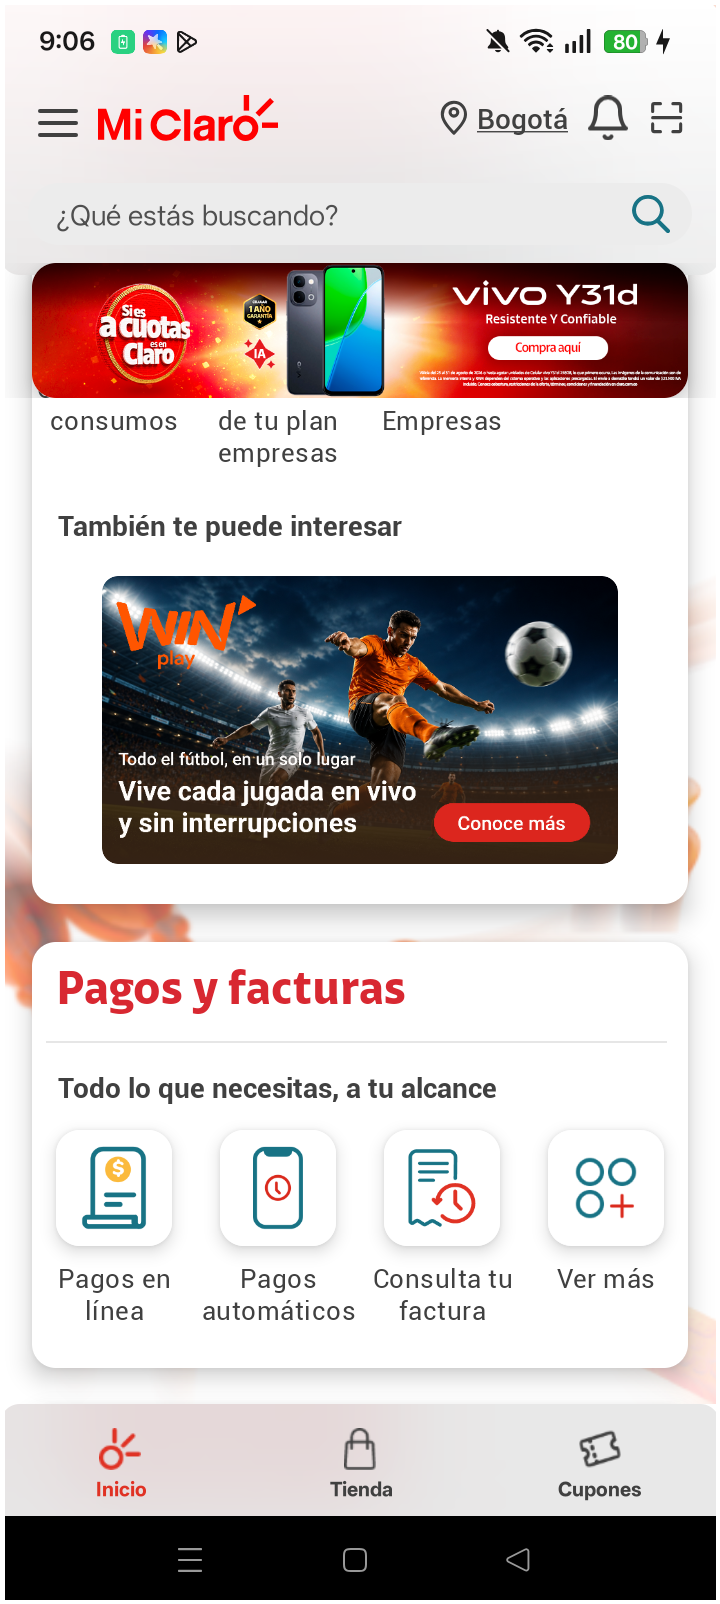 9:06
80
Mi Claro
Bogotá
¿Qué estás buscando?
Si es
a cuotas
es en
Claro
1 AÑO
GARANTÍA
IA
vivo Y31d
Resistente Y Confiable
Compra aquí
consumos
de tu plan
empresas
Empresas
También te puede interesar
WIN
play
Todo el fútbol, en un solo lugar
Vive cada jugada en vivo
y sin interrupciones
Conoce más
Pagos y facturas
Todo lo que necesitas, a tu alcance
Pagos en
línea
Pagos
automáticos
Consulta tu
factura
Ver más
Inicio
Tienda
Cupones